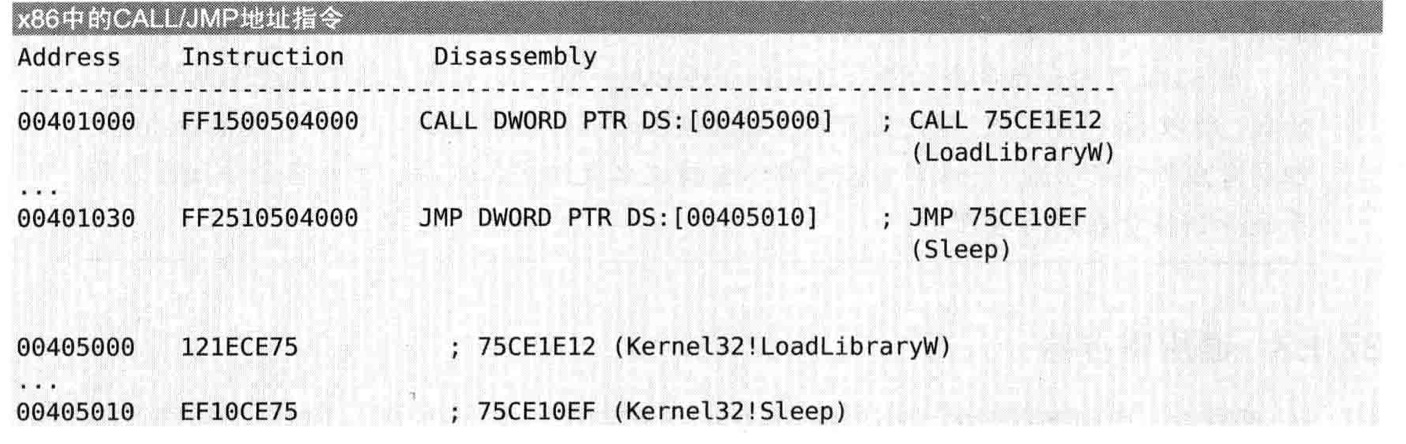 x86中的CALL/JMP地址指令
Address Instruction Disassembly
--------------------------------------------------------------------------
00401000 FF1500504000 CALL DWORD PTR DS:[00405000] ; CALL 75CE1E12
(LoadLibraryW)
...
00401030 FF2510504000 JMP DWORD PTR DS:[00405010] ; JMP 75CE10EF
(Sleep)
00405000 121ECE75 ; 75CE1E12 (Kernel32!LoadLibraryW)
...
00405010 EF10CE75 ; 75CE10EF (Kernel32!Sleep)